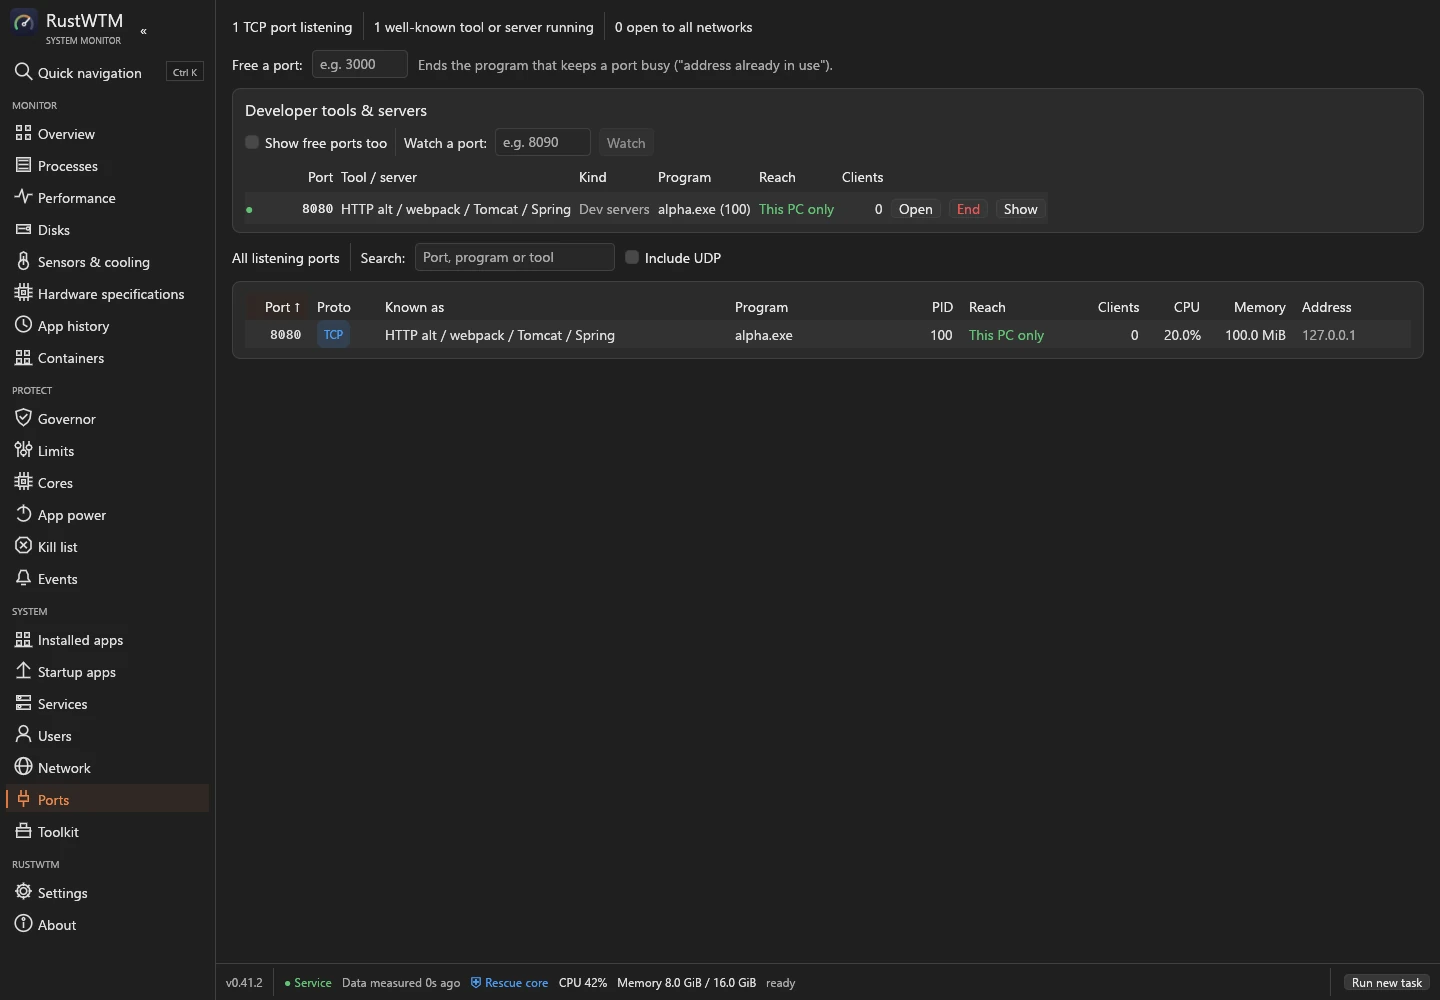 RustWTM
SYSTEM MONITOR
«
Quick navigation Ctrl K
MONITOR
Overview
Processes
Performance
Disks
Sensors & cooling
Hardware specifications
App history
Containers
PROTECT
Governor
Limits
Cores
App power
Kill list
Events
SYSTEM
Installed apps
Startup apps
Services
Users
Network
Ports
Toolkit
RUSTWTM
Settings
About
1 TCP port listening 1 well-known tool or server running 0 open to all networks
Free a port: e.g. 3000 Ends the program that keeps a port busy ("address already in use").
Developer tools & servers
Show free ports too Watch a port: e.g. 8090 Watch
Port Tool / server Kind Program Reach Clients
8080 HTTP alt / webpack / Tomcat / Spring Dev servers alpha.exe (100) This PC only 0 Open End Show
All listening ports Search: Port, program or tool Include UDP
Port ↑ Proto Known as Program PID Reach Clients CPU Memory Address
8080 TCP HTTP alt / webpack / Tomcat / Spring alpha.exe 100 This PC only 0 20.0% 100.0 MiB 127.0.0.1
v0.41.2 Service Data measured 0s ago Rescue core CPU 42% Memory 8.0 GiB / 16.0 GiB ready Run new task